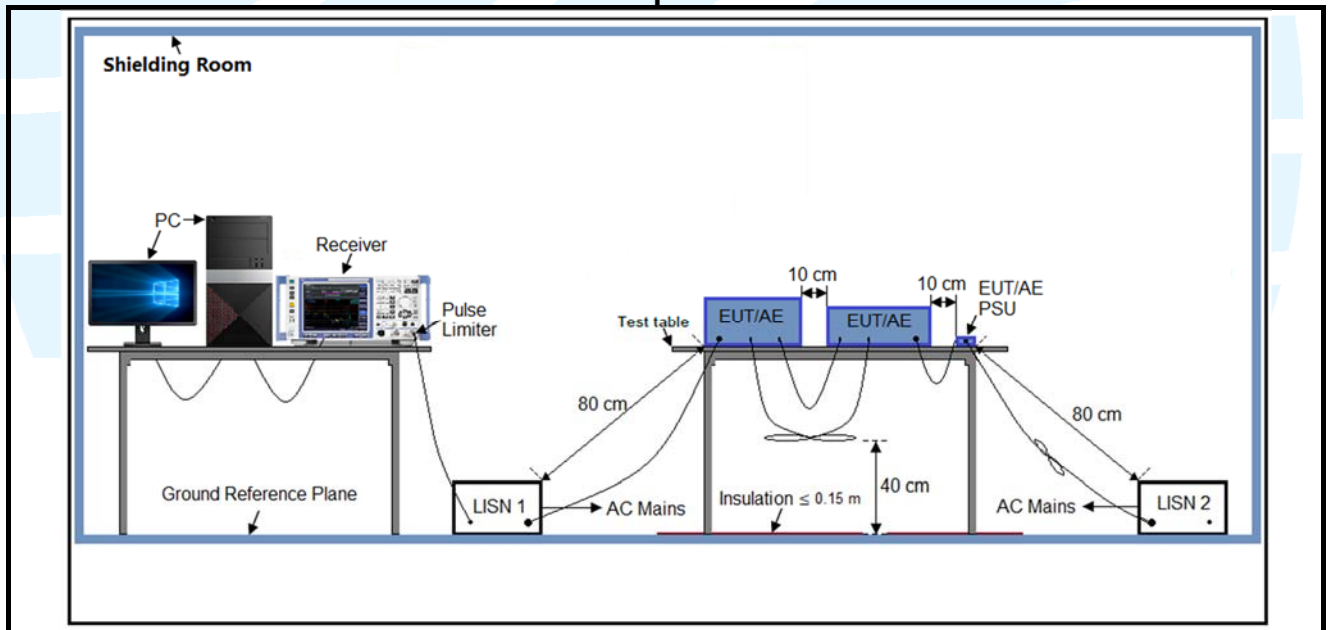 Shielding Room
PC
Receiver
Pulse
Limiter
10 cm
10 cm
EUT/AE
PSU
Test table
EUT/AE
EUT/AE
80 cm
80 cm
40 cm
Ground Reference Plane
LISN 1
AC Mains
Insulation ≤ 0.15 m
AC Mains
LISN 2